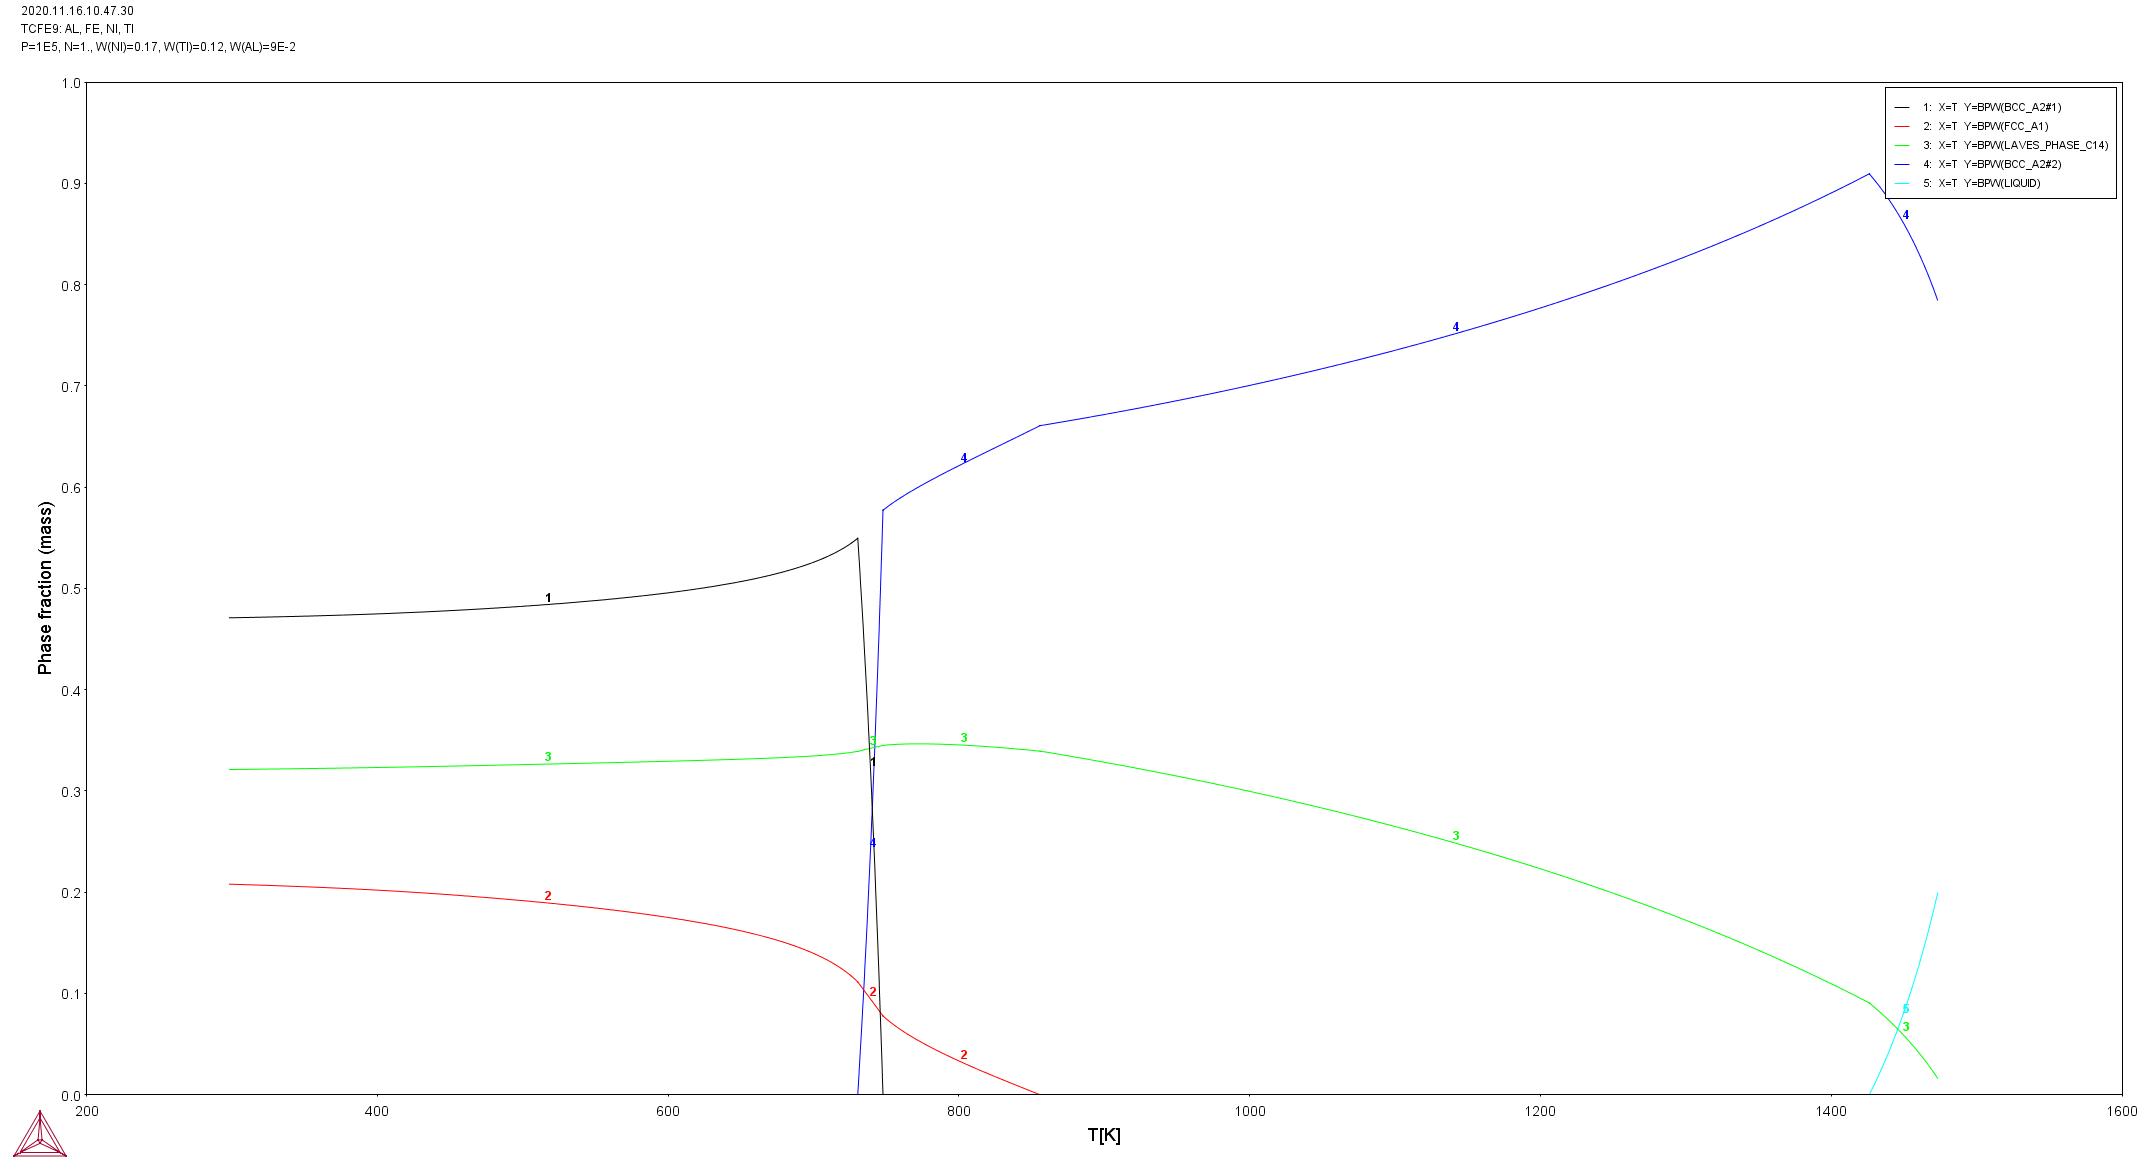 2020.11.16.10.47.30
TCFE9: AL, FE, NI, TI
P=1E5, N=1., W(NI)=0.17, W(TI)=0.12, W(AL)=9E-2
1: X=T Y=BPW(BCC_A2#1)
2: X=T Y=BPW(FCC_A1)
3: X=T Y=BPW(LAVES_PHASE_C14)
4: X=T Y=BPW(BCC_A2#2)
5: X=T Y=BPW(LIQUID)
1.0
0.9
0.8
0.7
0.6
0.5
0.4
0.3
0.2
0.1
0.0
Phase fraction (mass)
4
4
4
1
3
3
3
1
3
4
2
2
5
3
2
200 400 600 800 1000 1200 1400 1600
T[K]